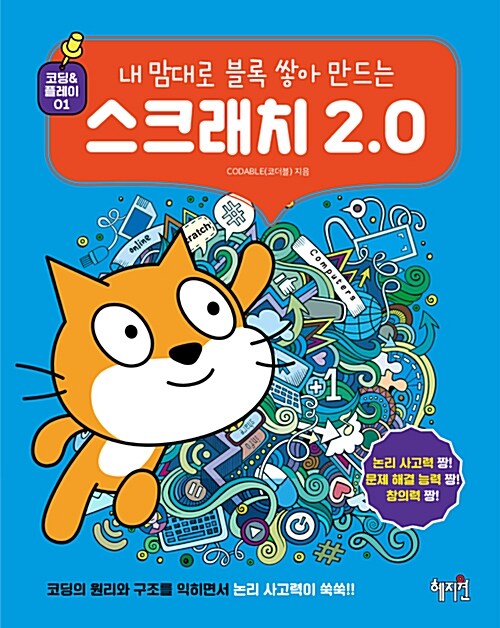 코딩&
플레이
01
내 맘대로 블록 쌓아 만드는
스크래치 2.0
CODABLE(코더블) 지음
online
Scratch
#
Computers
+1
논리 사고력 짱!
문제 해결 능력 짱!
창의력 짱!
코딩의 원리와 구조를 익히면서 논리 사고력이 쑥쑥!!
혜지원